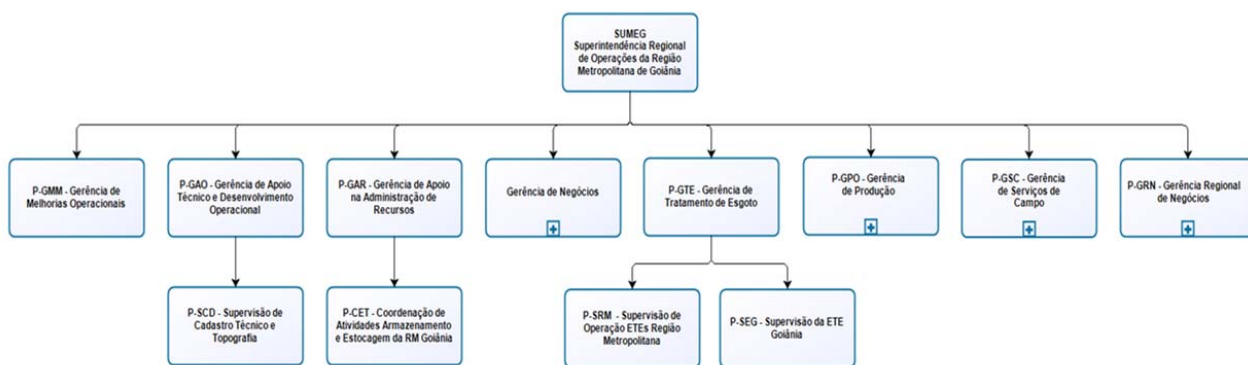 SUMEG
Superintendência Regional
de Operações da Região
Metropolitana de Goiânia
P-GMM - Gerência de
Melhorias Operacionais
P-GAO - Gerência de Apoio
Técnico e Desenvolvimento
Operacional
P-GAR - Gerência de Apoio
na Administração de
Recursos
Gerência de Negócios
P-GTE - Gerência de
Tratamento de Esgoto
P-GPO - Gerência
de Produção
P-GSC - Gerência
de Serviços de
Campo
P-GRN - Gerência Regional
de Negócios
P-SCD - Supervisão de
Cadastro Técnico e
Topografia
P-CET - Coordenação de
Atividades Armazenamento
e Estocagem da RM Goiânia
P-SRM - Supervisão de
Operação ETEs Região
Metropolitana
P-SEG - Supervisão da ETE
Goiânia